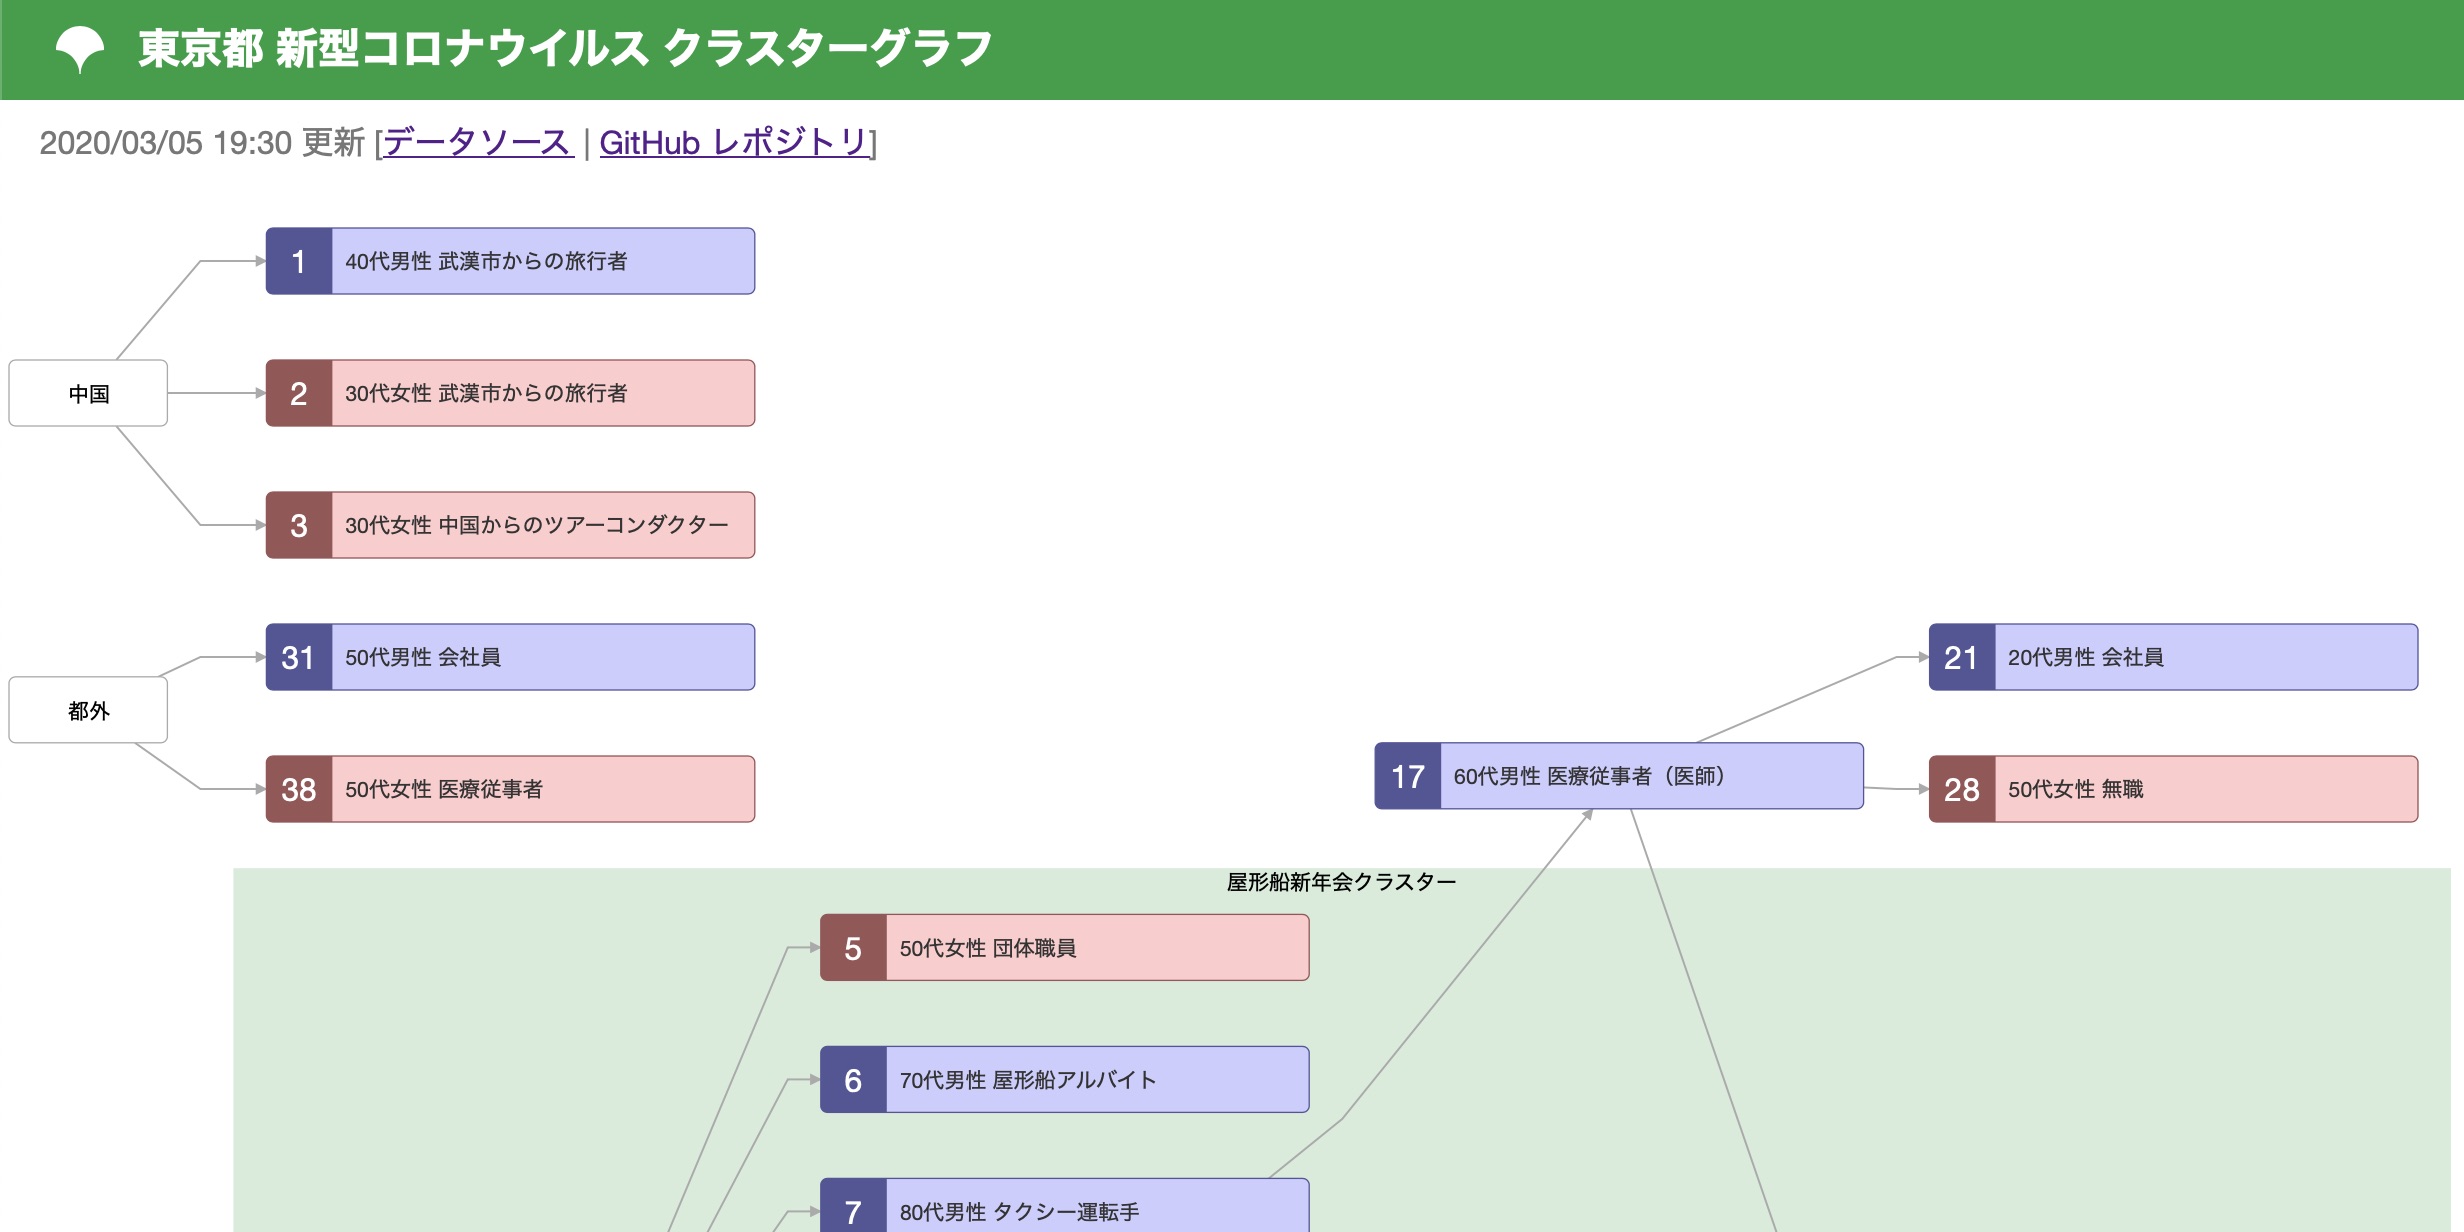 東京都 新型コロナウイルス クラスターグラフ
2020/03/05 19:30 更新 [データソース | GitHub レポジトリ]
1 40代男性 武漢市からの旅行者
中国
2 30代女性 武漢市からの旅行者
3 30代女性 中国からのツアーコンダクター
31 50代男性 会社員
都外
38 50代女性 医療従事者
17 60代男性 医療従事者（医師）
21 20代男性 会社員
28 50代女性 無職
屋形船新年会クラスター
5 50代女性 団体職員
6 70代男性 屋形船アルバイト
7 80代男性 タクシー運転手